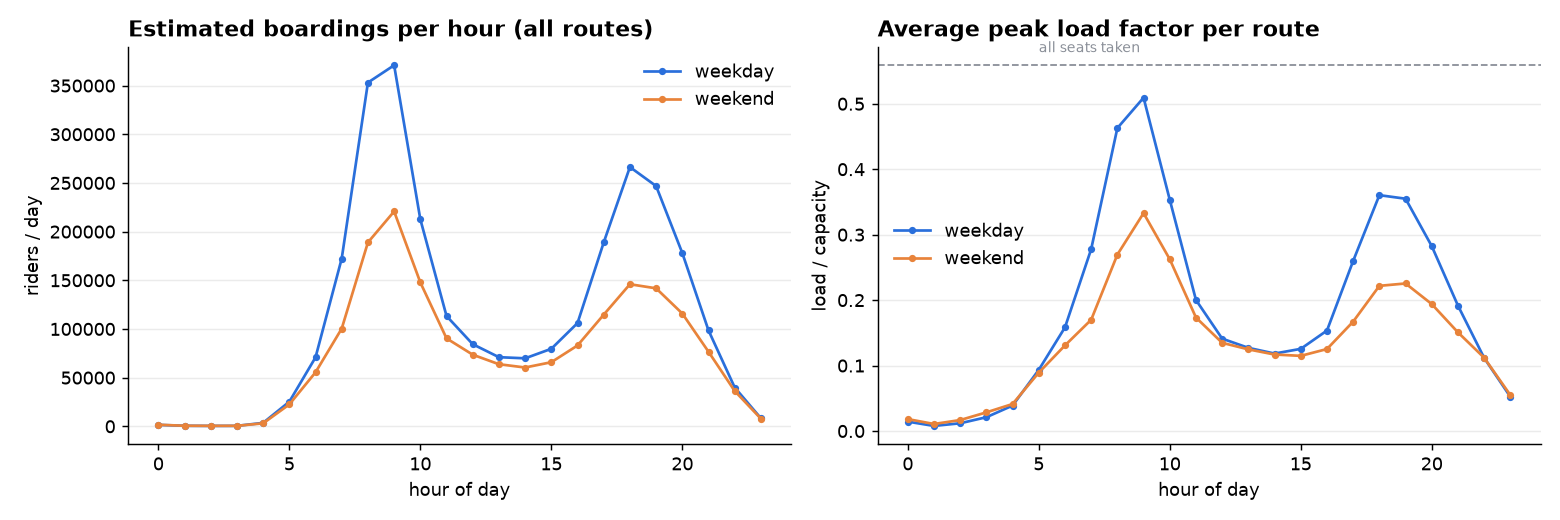 Estimated boardings per hour (all routes)
riders / day
350000
300000
250000
200000
150000
100000
50000
0
weekday
weekend
0 5 10 15 20
hour of day
Average peak load factor per route
all seats taken
load / capacity
0.5
0.4
0.3
0.2
0.1
0.0
weekday
weekend
0 5 10 15 20
hour of day